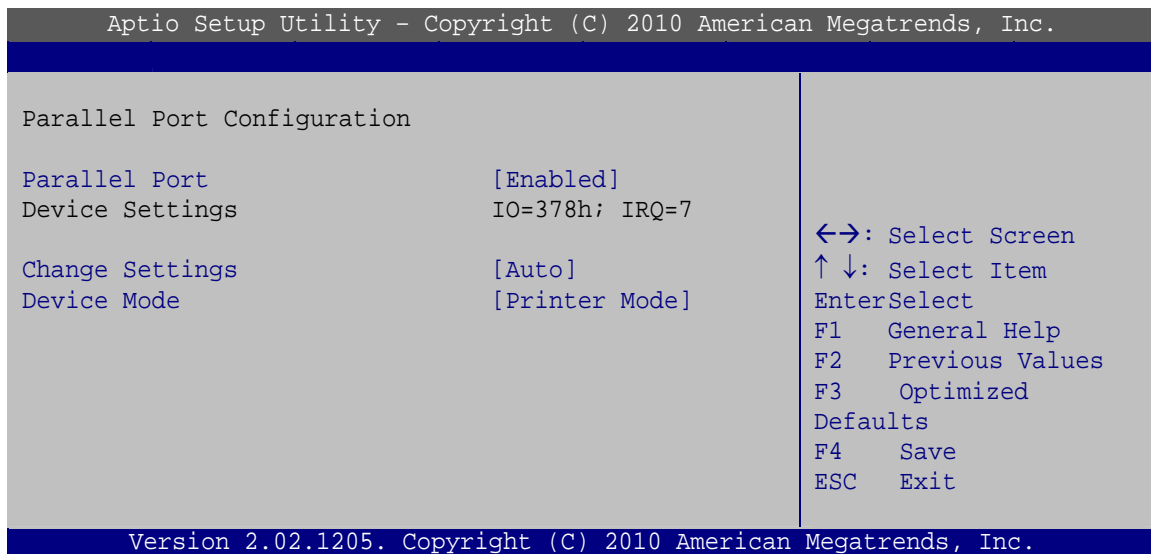 Aptio Setup Utility – Copyright (C) 2010 American Megatrends, Inc.
Parallel Port Configuration
Parallel Port [Enabled]
Device Settings IO=378h; IRQ=7
Change Settings [Auto]
Device Mode [Printer Mode]
←→: Select Screen
↑ ↓: Select Item
EnterSelect
F1 General Help
F2 Previous Values
F3 Optimized
Defaults
F4 Save
ESC Exit
Version 2.02.1205. Copyright (C) 2010 American Megatrends, Inc.